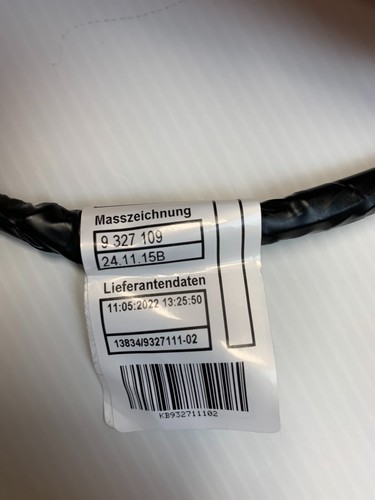 Masszeichnung
9 327 109
24.11.15B
Lieferantendaten
11:05:2022 13:25:50
13834/9327111-02
KB932711102